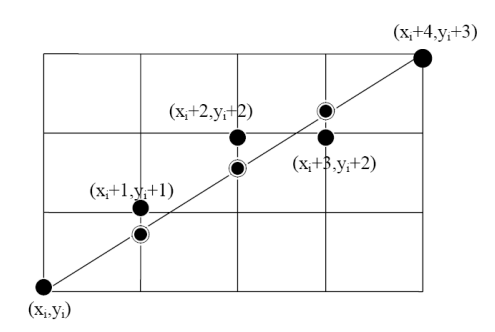 (xᵢ+4,yᵢ+3)
(xᵢ+2,yᵢ+2)
(xᵢ+3,yᵢ+2)
(xᵢ+1,yᵢ+1)
(xᵢ,yᵢ)